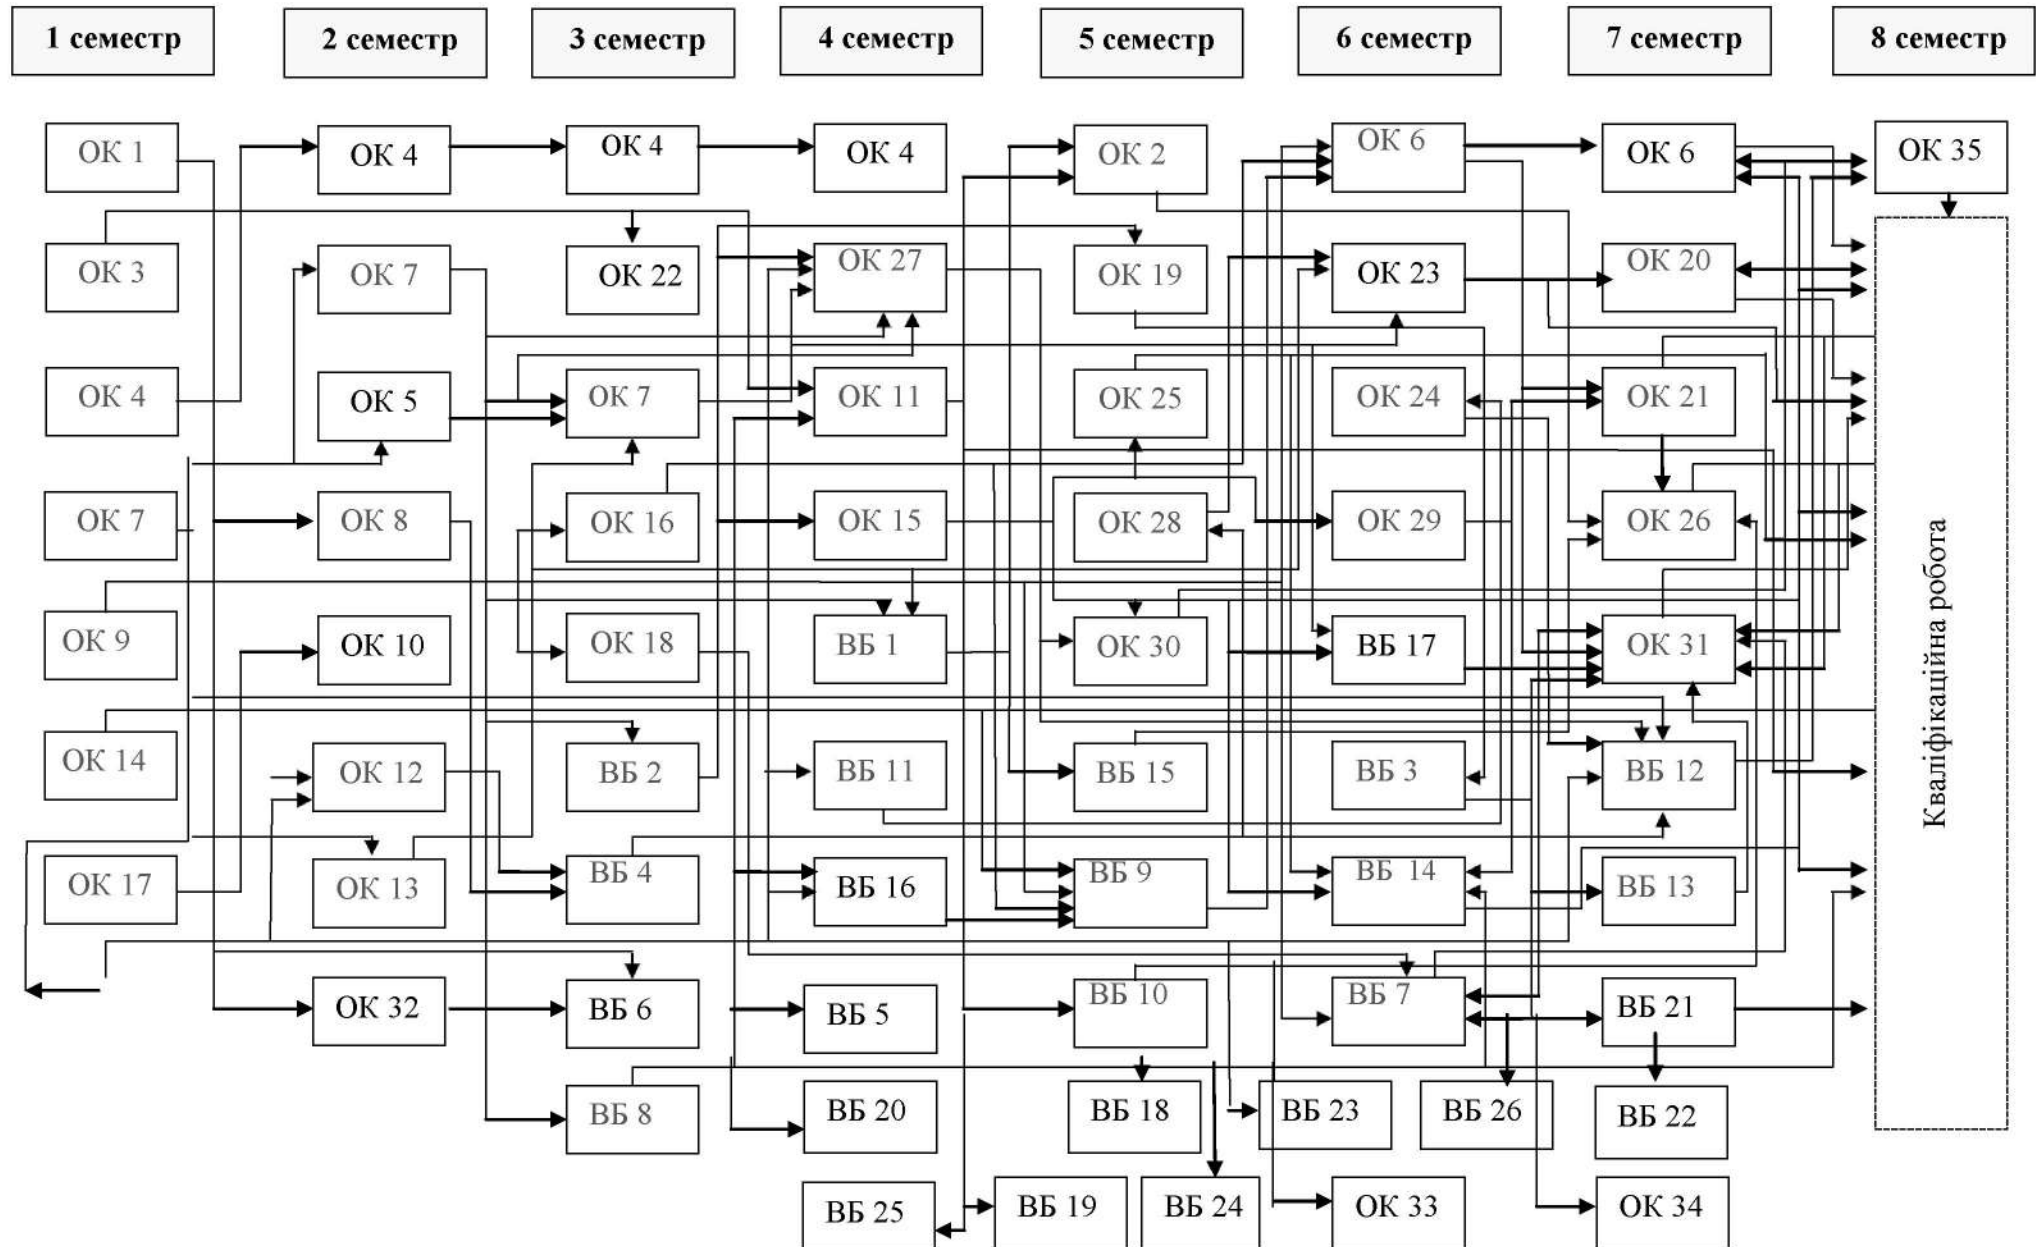 1 семестр
2 семестр
3 семестр
4 семестр
5 семестр
6 семестр
7 семестр
8 семестр
ОК 1
ОК 4
ОК 4
ОК 4
ОК 2
ОК 6
ОК 6
ОК 35
ОК 3
ОК 7
ОК 22
ОК 27
ОК 19
ОК 23
ОК 20
ОК 4
ОК 5
ОК 7
ОК 11
ОК 25
ОК 24
ОК 21
ОК 7
ОК 8
ОК 16
ОК 15
ОК 28
ОК 29
ОК 26
ОК 9
ОК 10
ОК 18
ВБ 1
ОК 30
ВБ 17
ОК 31
ОК 14
ОК 12
ВБ 2
ВБ 11
ВБ 15
ВБ 3
ВБ 12
ОК 17
ОК 13
ВБ 4
ВБ 16
ВБ 9
ВБ 14
ВБ 13
ОК 32
ВБ 6
ВБ 5
ВБ 10
ВБ 7
ВБ 21
ВБ 8
ВБ 20
ВБ 18
ВБ 23
ВБ 26
ВБ 22
ВБ 25
ВБ 19
ВБ 24
ОК 33
ОК 34
Кваліфікаційна робота